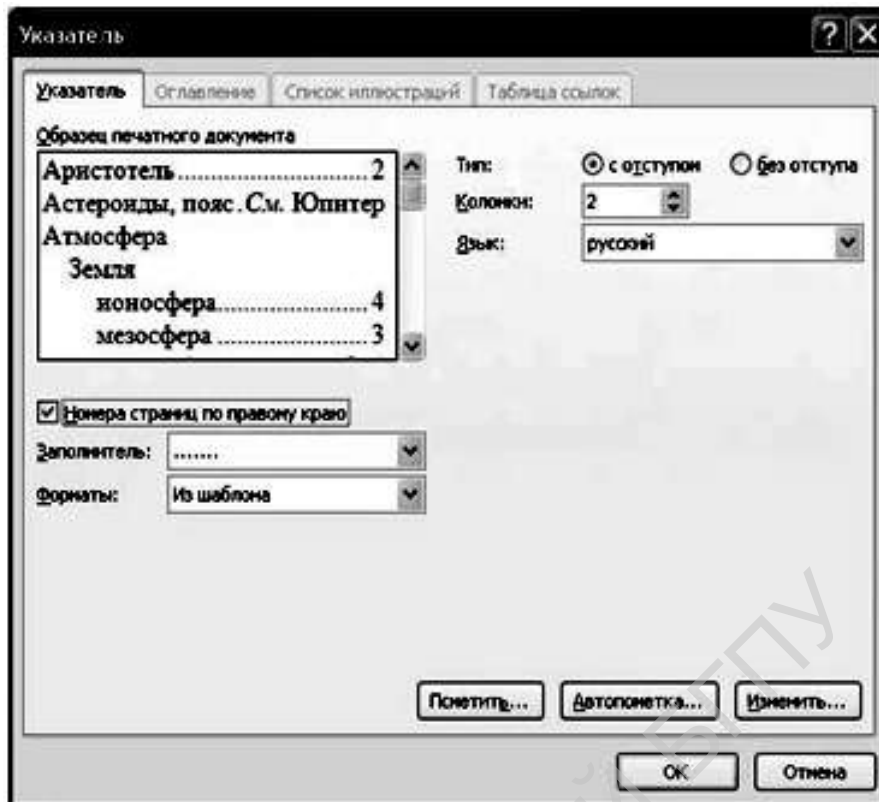 Указатель
Указатель Оглавление Список иллюстраций Таблица ссылок
Образец печатного документа
Аристотель 2
Астероиды, пояс. См. Юпитер
Атмосфера
Земля
ионосфера 4
мезосфера 3
Тип: с отступом без отступа
Колонки: 2
Язык: русский
Номера страниц по правому краю
Заполнитель: .......
Форматы: Из шаблона
Пометить... Автопометка... Изменить...
ОК Отмена
БГПУ